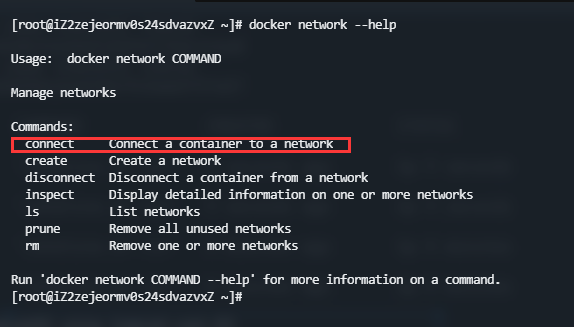 [root@iZ2zejeormv0s24sdvazvxZ ~]# docker network --help
Usage:  docker network COMMAND
Manage networks
Commands:
  connect     Connect a container to a network
  create      Create a network
  disconnect  Disconnect a container from a network
  inspect     Display detailed information on one or more networks
  ls          List networks
  prune       Remove all unused networks
  rm          Remove one or more networks
Run 'docker network COMMAND --help' for more information on a command.
[root@iZ2zejeormv0s24sdvazvxZ ~]#